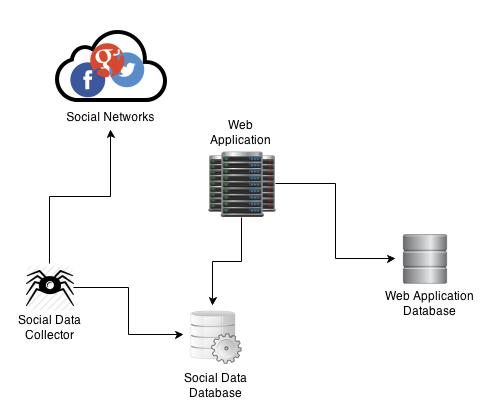 Social Networks
Web
Application
Social Data
Collector
Web Application
Database
Social Data
Database